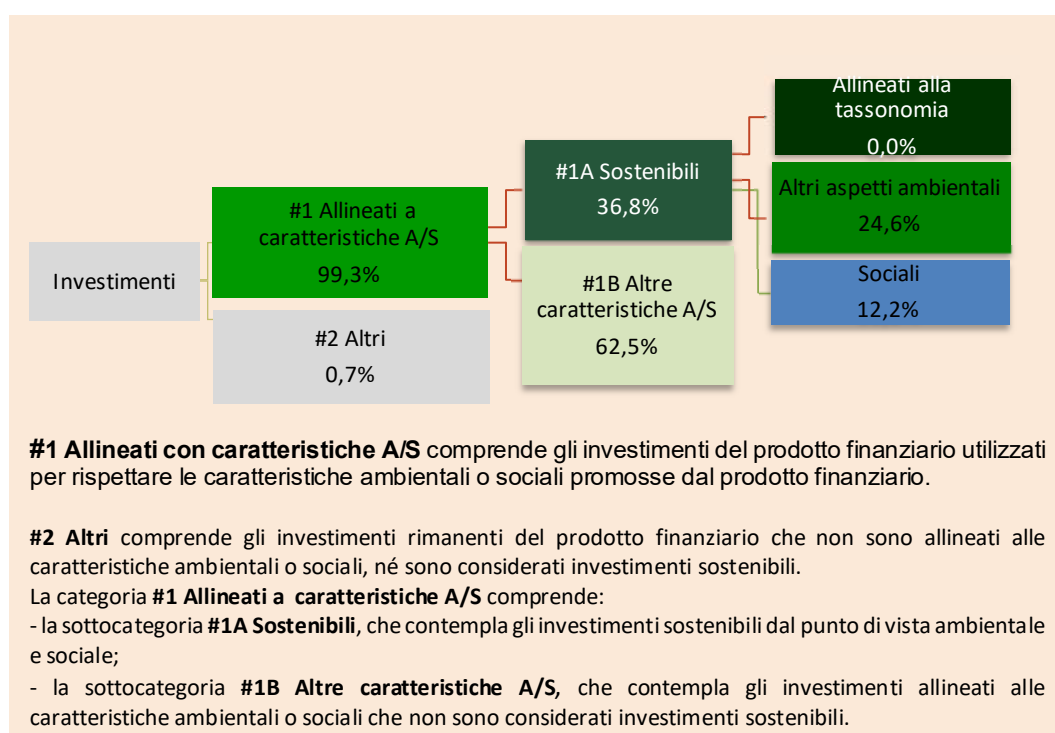 Allineati alla
tassonomia
0,0%
#1A Sostenibili
36,8%
Altri aspetti ambientali
24,6%
#1 Allineati a
caratteristiche A/S
99,3%
Investimenti
#1B Altre
caratteristiche A/S
62,5%
Sociali
12,2%
#2 Altri
0,7%
#1 Allineati con caratteristiche A/S comprende gli investimenti del prodotto finanziario utilizzati
per rispettare le caratteristiche ambientali o sociali promosse dal prodotto finanziario.
#2 Altri comprende gli investimenti rimanenti del prodotto finanziario che non sono allineati alle
caratteristiche ambientali o sociali, né sono considerati investimenti sostenibili.
La categoria #1 Allineati a caratteristiche A/S comprende:
- la sottocategoria #1A Sostenibili, che contempla gli investimenti sostenibili dal punto di vista ambientale
e sociale;
- la sottocategoria #1B Altre caratteristiche A/S, che contempla gli investimenti allineati alle
caratteristiche ambientali o sociali che non sono considerati investimenti sostenibili.